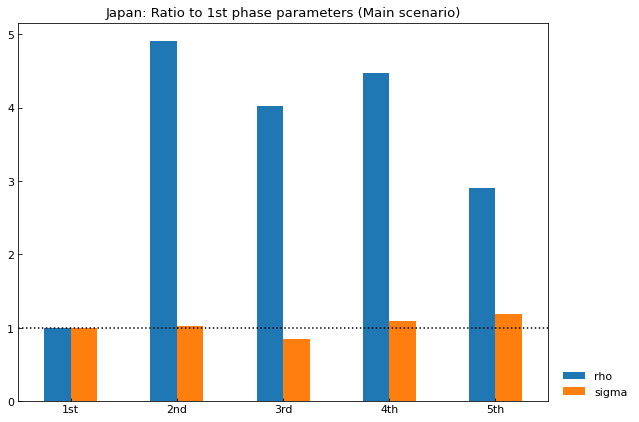 Japan: Ratio to 1st phase parameters (Main scenario)
5
4
3
2
1
0
1st 2nd 3rd 4th 5th
rho
sigma